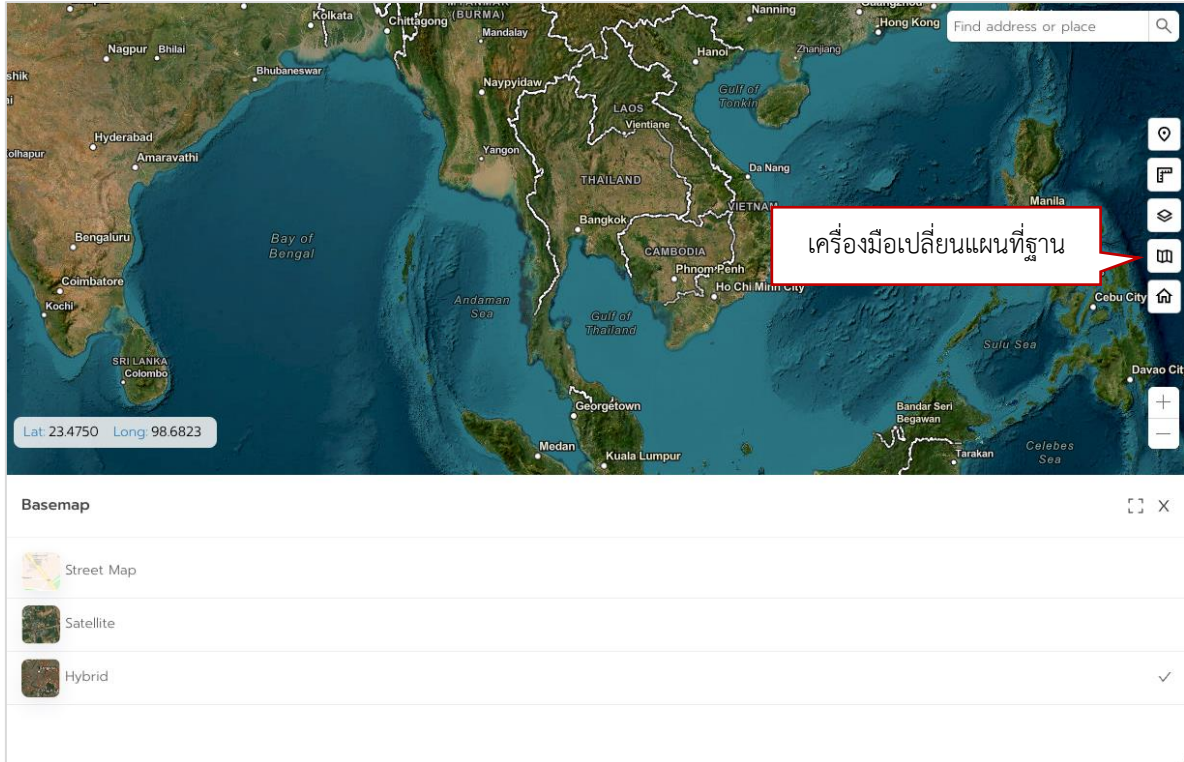 Kolkata
Chittagong
(BURMA)
Mandalay
Nanning
Hong Kong
Find address or place
Nagpur
Bhilai
Hanoi
Zhanjiang
Bhubaneswar
Naypyidaw
Gulf of
Tonkin
LAOS
Vientiane
Hyderabad
Amaravathi
Yangon
Da Nang
THAILAND
Manila
VIETNAM
Bangkok
เครื่องมือเปลี่ยนแผนที่ฐาน
Bengaluru
Bay of
Bengal
CAMBODIA
Phnom Penh
Ho Chi Minh City
Coimbatore
Kochi
Andaman
Sea
Gulf of
Thailand
Cebu City
Sulu Sea
SRI LANKA
Colombo
Davao Cit
Georgetown
Bandar Seri
Begawan
Lat: 23.4750 Long: 98.6823
Medan
Kuala Lumpur
Tarakan
Celebes
Sea
Basemap
Street Map
Satellite
Hybrid